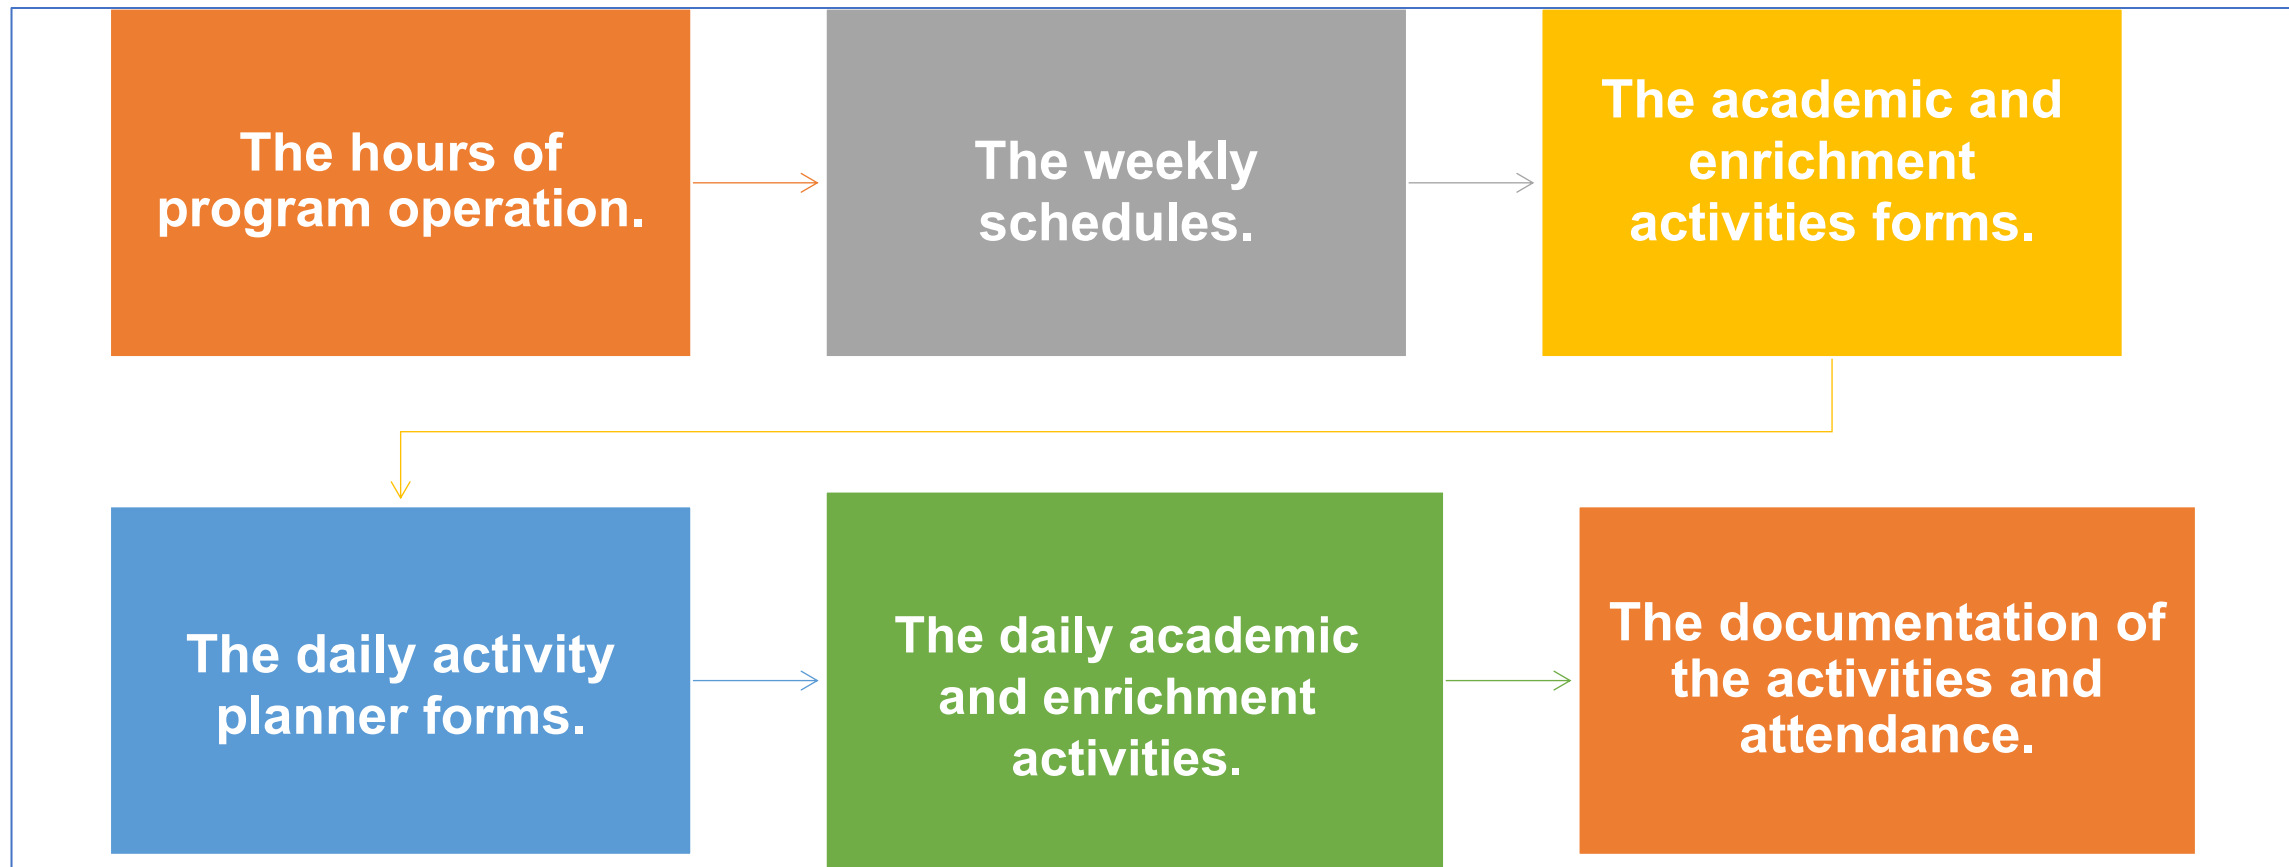 The hours of
program operation.
The weekly
schedules.
The academic and
enrichment
activities forms.
The daily activity
planner forms.
The daily academic
and enrichment
activities.
The documentation of
the activities and
attendance.